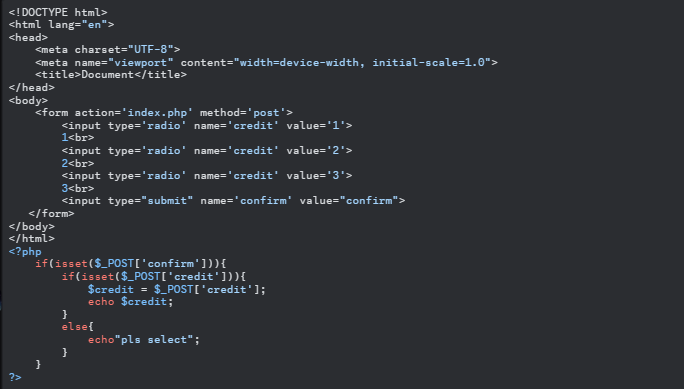 <!DOCTYPE html>
<html lang="en">
<head>
    <meta charset="UTF-8">
    <meta name="viewport" content="width=device-width, initial-scale=1.0">
    <title>Document</title>
</head>
<body>
    <form action='index.php' method='post'>
        <input type='radio' name='credit' value='1'>
        1<br>
        <input type='radio' name='credit' value='2'>
        2<br>
        <input type='radio' name='credit' value='3'>
        3<br>
        <input type="submit" name='confirm' value="confirm">
   </form>
</body>
</html>
<?php
    if(isset($_POST['confirm'])){
        if(isset($_POST['credit'])){
            $credit = $_POST['credit'];
            echo $credit;
        }
        else{
            echo"pls select";
        }
    }
?>